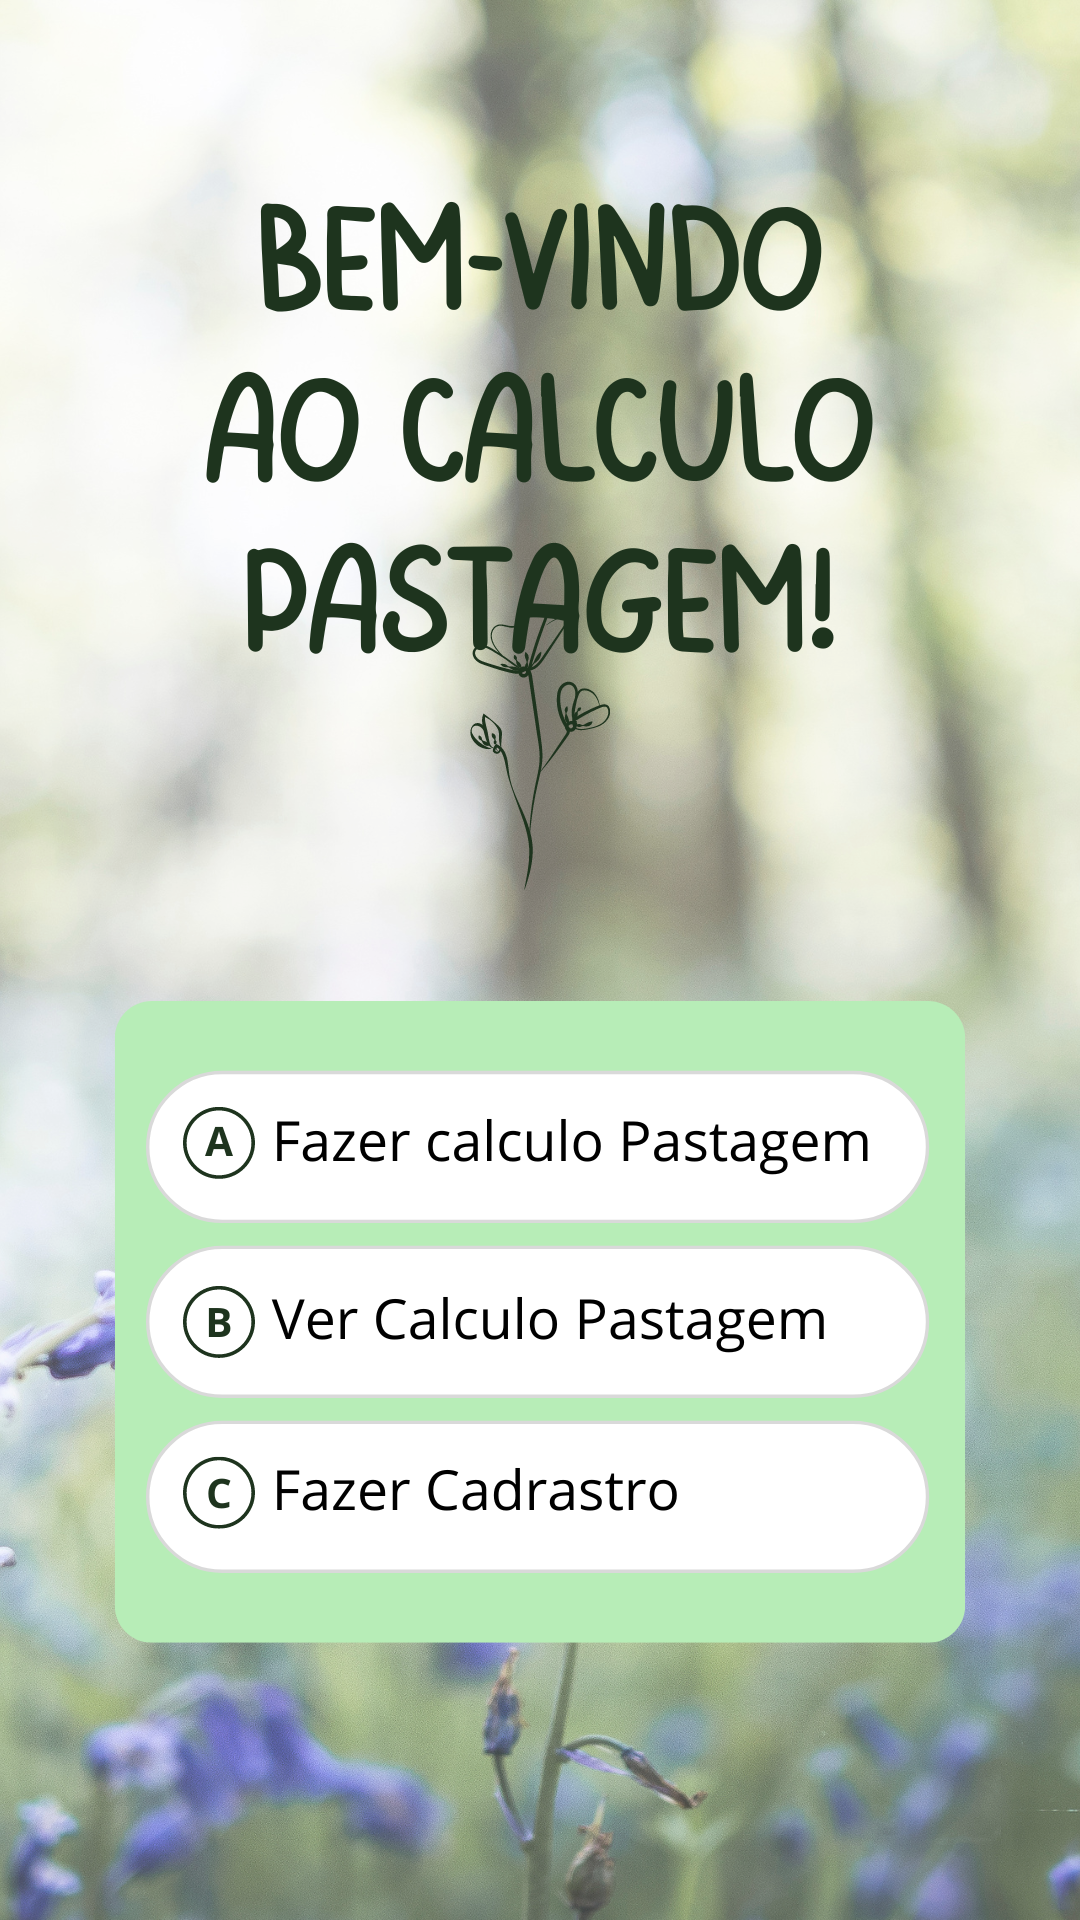 BEM-VINDO
AO CALCULO
PASTAGEM!
A Fazer calculo Pastagem
B Ver Calculo Pastagem
C Fazer Cadrastro